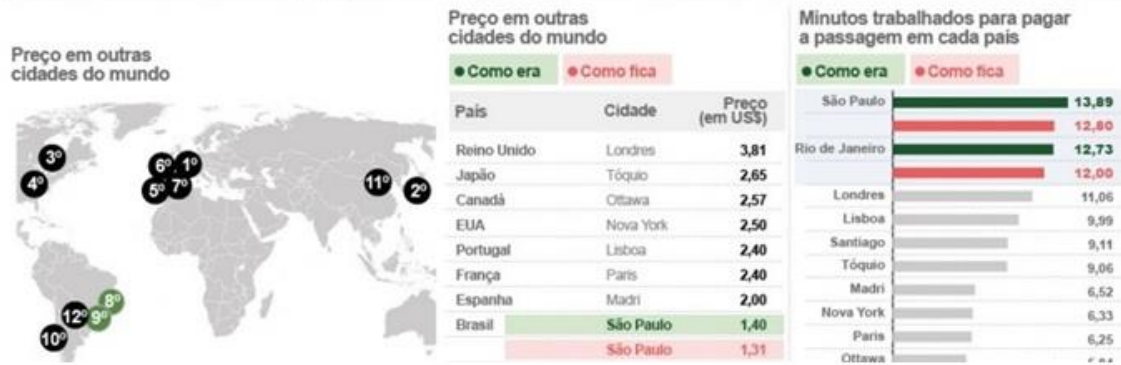 Preço em outras
cidades do mundo
3º
4º
6º
1º
5º
7º
11º
2º
8º
12º
9º
10º
Preço em outras
cidades do mundo
Como era Como fica
País Cidade Preço
(em US$)
Reino Unido Londres 3,81
Japão Tóquio 2,65
Canadá Ottawa 2,57
EUA Nova York 2,50
Portugal Lisboa 2,40
França Paris 2,40
Espanha Madri 2,00
Brasil São Paulo 1,40
São Paulo 1,31
Minutos trabalhados para pagar
a passagem em cada país
Como era Como fica
São Paulo 13,89
12,80
Rio de Janeiro 12,73
12,00
Londres 11,06
Lisboa 9,99
Santiago 9,11
Tóquio 9,06
Madri 6,52
Nova York 6,33
Paris 6,25
Ottawa